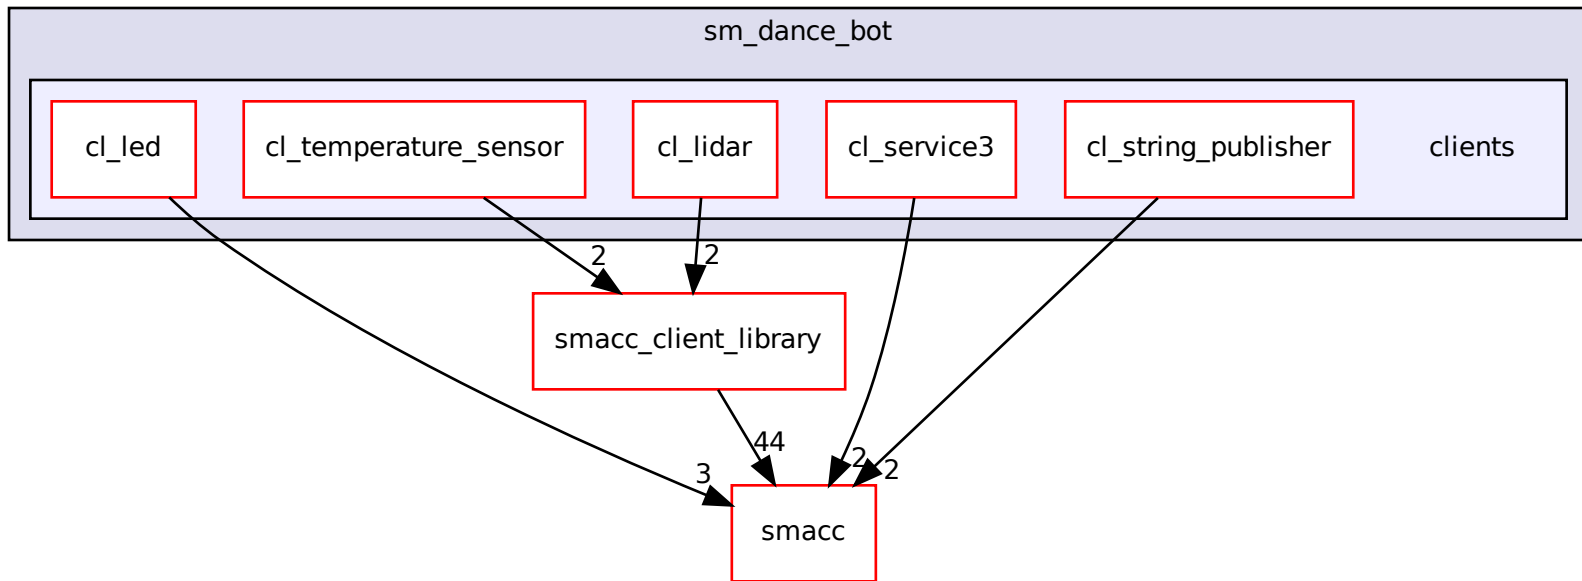 sm_dance_bot
cl_led
cl_temperature_sensor
cl_lidar
cl_service3
cl_string_publisher
clients
2
2
smacc_client_library
44
3
2
2
smacc